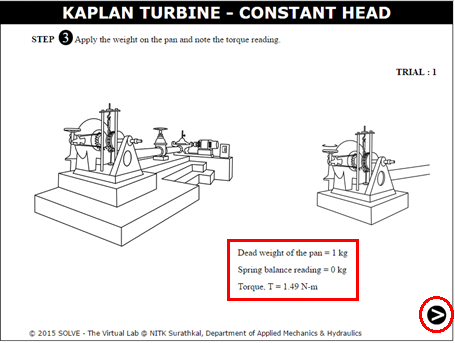 KAPLAN TURBINE - CONSTANT HEAD
STEP 3 Apply the weight on the pan and note the torque reading.
TRIAL : 1
Dead weight of the pan = 1 kg
Spring balance reading = 0 kg
Torque, T = 1.49 N-m
© 2015 SOLVE - The Virtual Lab @ NITK Surathkal, Department of Applied Mechanics & Hydraulics